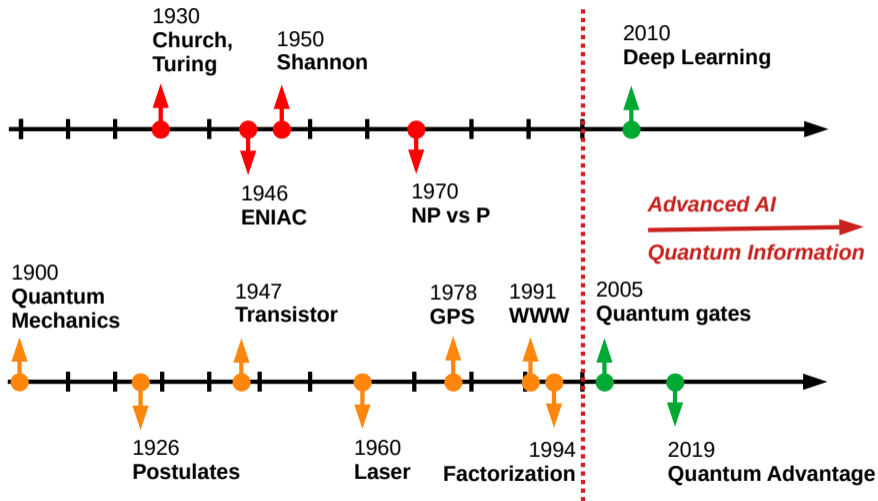 1930
Church,
Turing
1950
Shannon
2010
Deep Learning
1946
ENIAC
1970
NP vs P
Advanced AI
Quantum Information
1900
Quantum
Mechanics
1947
Transistor
1978
GPS
1991
WWW
2005
Quantum gates
1926
Postulates
1960
Laser
1994
Factorization
2019
Quantum Advantage